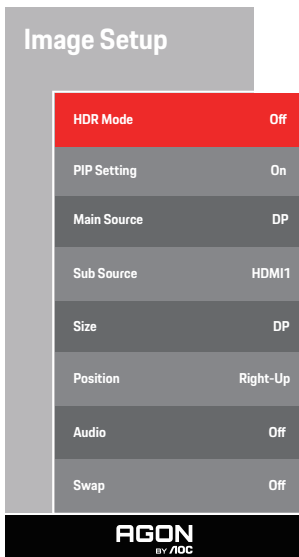 Image Setup
HDR Mode Off
PIP Setting On
Main Source DP
Sub Source HDMI1
Size DP
Position Right-Up
Audio Off
Swap Off
AGON
BY AOC